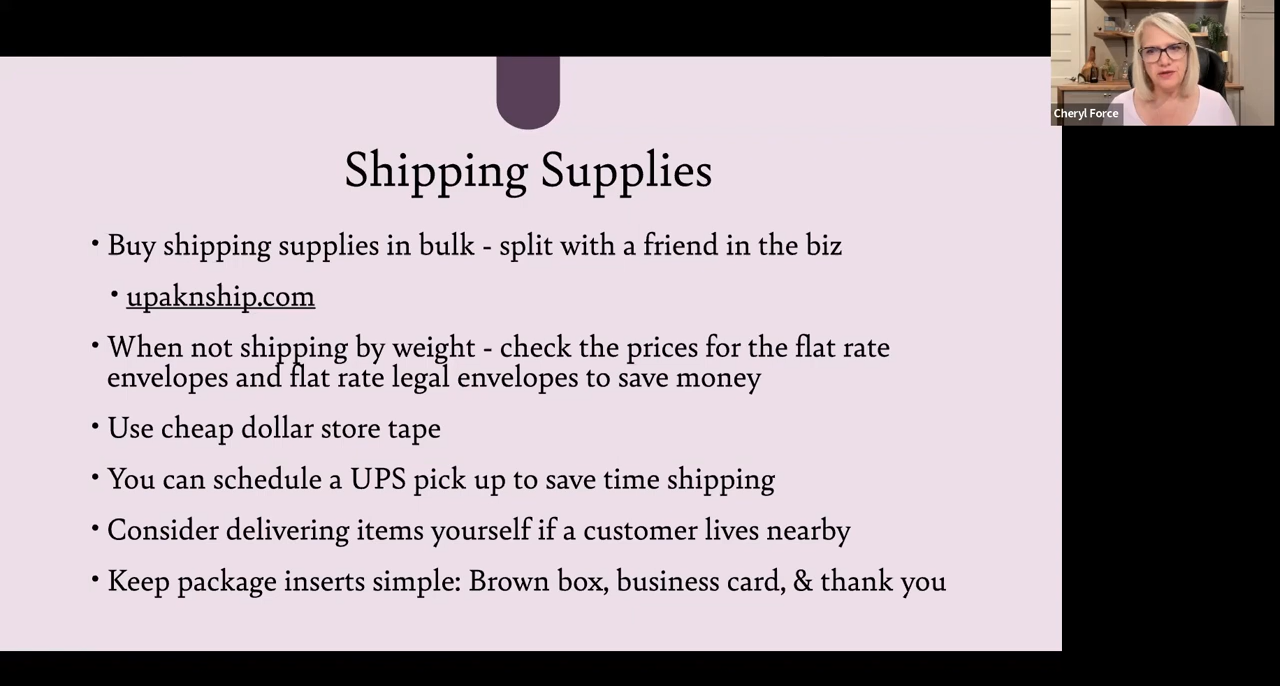 Cheryl Force
Shipping Supplies
• Buy shipping supplies in bulk - split with a friend in the biz
• upaknship.com
• When not shipping by weight - check the prices for the flat rate
envelopes and flat rate legal envelopes to save money
• Use cheap dollar store tape
• You can schedule a UPS pick up to save time shipping
• Consider delivering items yourself if a customer lives nearby
• Keep package inserts simple: Brown box, business card, & thank you